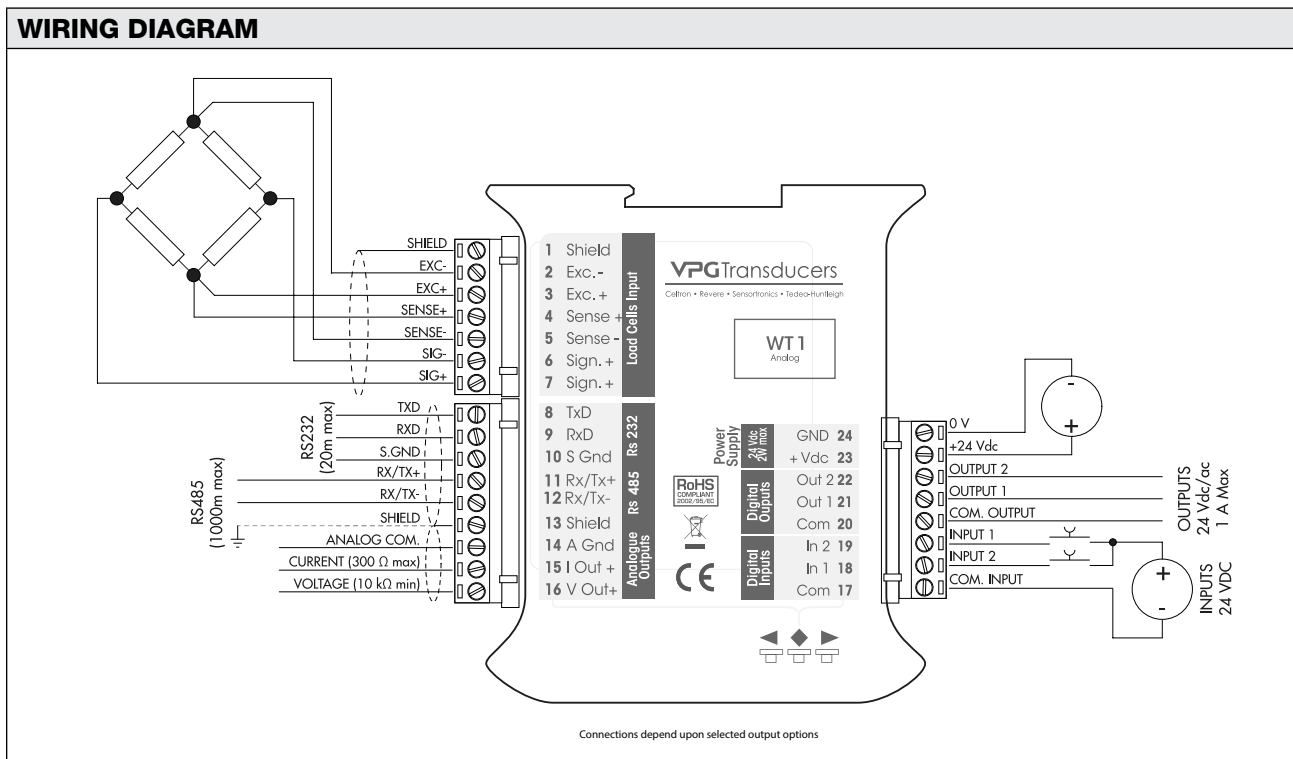 WIRING DIAGRAM
SHIELD
EXC-
EXC+
SENSE+
SENSE-
SIG-
SIG+
TXD
RXD
S.GND
RX/TX+
RX/TX-
SHIELD
ANALOG COM.
CURRENT (300 Ω max)
VOLTAGE (10 kΩ min)
RS232
(20m max)
RS485
(1000m max)
1 Shield
2 Exc.-
3 Exc. +
4 Sense +
5 Sense -
6 Sign. +
7 Sign. +
Load Cells Input
8 TxD
9 RxD
10 S Gnd
Rs 232
11 Rx/Tx+
12 Rx/Tx-
13 Shield
Rs 485
14 A Gnd
15 I Out +
16 V Out+
Analogue
Outputs
VPGTransducers
Celtron • Revere • Sensortronics • Tedea-Huntleigh
WT 1
Analog
RoHS
COMPLIANT
2002/95/EC
CE
Power
Supply
24 Vdc
2W max
GND 24
+ Vdc 23
Digital
Ouputs
Out 2 22
Out 1 21
Com 20
Digital
Inputs
In 2 19
In 1 18
Com 17
0 V
+24 Vdc
OUTPUT 2
OUTPUT 1
COM. OUTPUT
INPUT 1
INPUT 2
COM. INPUT
-
+
OUTPUTS
24 Vdc/ac
1 A Max
+
-
INPUTS
24 VDC
Connections depend upon selected output options